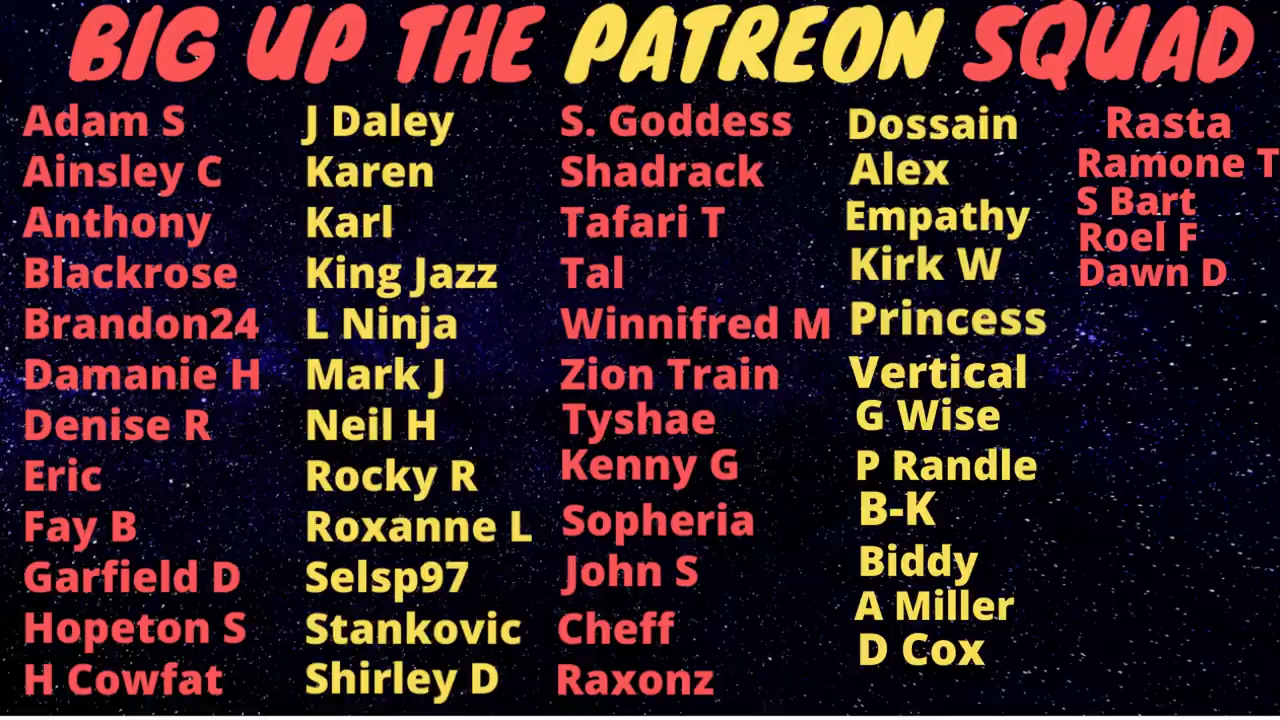 BIG UP THE PATREON SQUAD
Adam S
Ainsley C
Anthony
Blackrose
Brandon24
Damanie H
Denise R
Eric
Fay B
Garfield D
Hopeton S
H Cowfat
J Daley
Karen
Karl
King Jazz
L Ninja
Mark J
Neil H
Rocky R
Roxanne L
Selsp97
Stankovic
Shirley D
S. Goddess
Shadrack
Tafari T
Tal
Winnifred M
Zion Train
Tyshae
Kenny G
Sopheria
John S
Cheff
Raxonz
Dossain
Alex
Empathy
Kirk W
Princess
Vertical
G Wise
P Randle
B-K
Biddy
A Miller
D Cox
Rasta
Ramone T
S Bart
Roel F
Dawn D